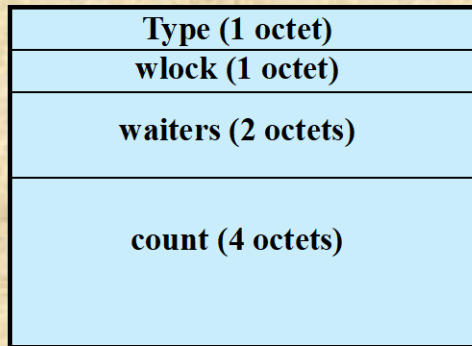 Type (1 octet)
wlock (1 octet)
waiters (2 octets)
count (4 octets)